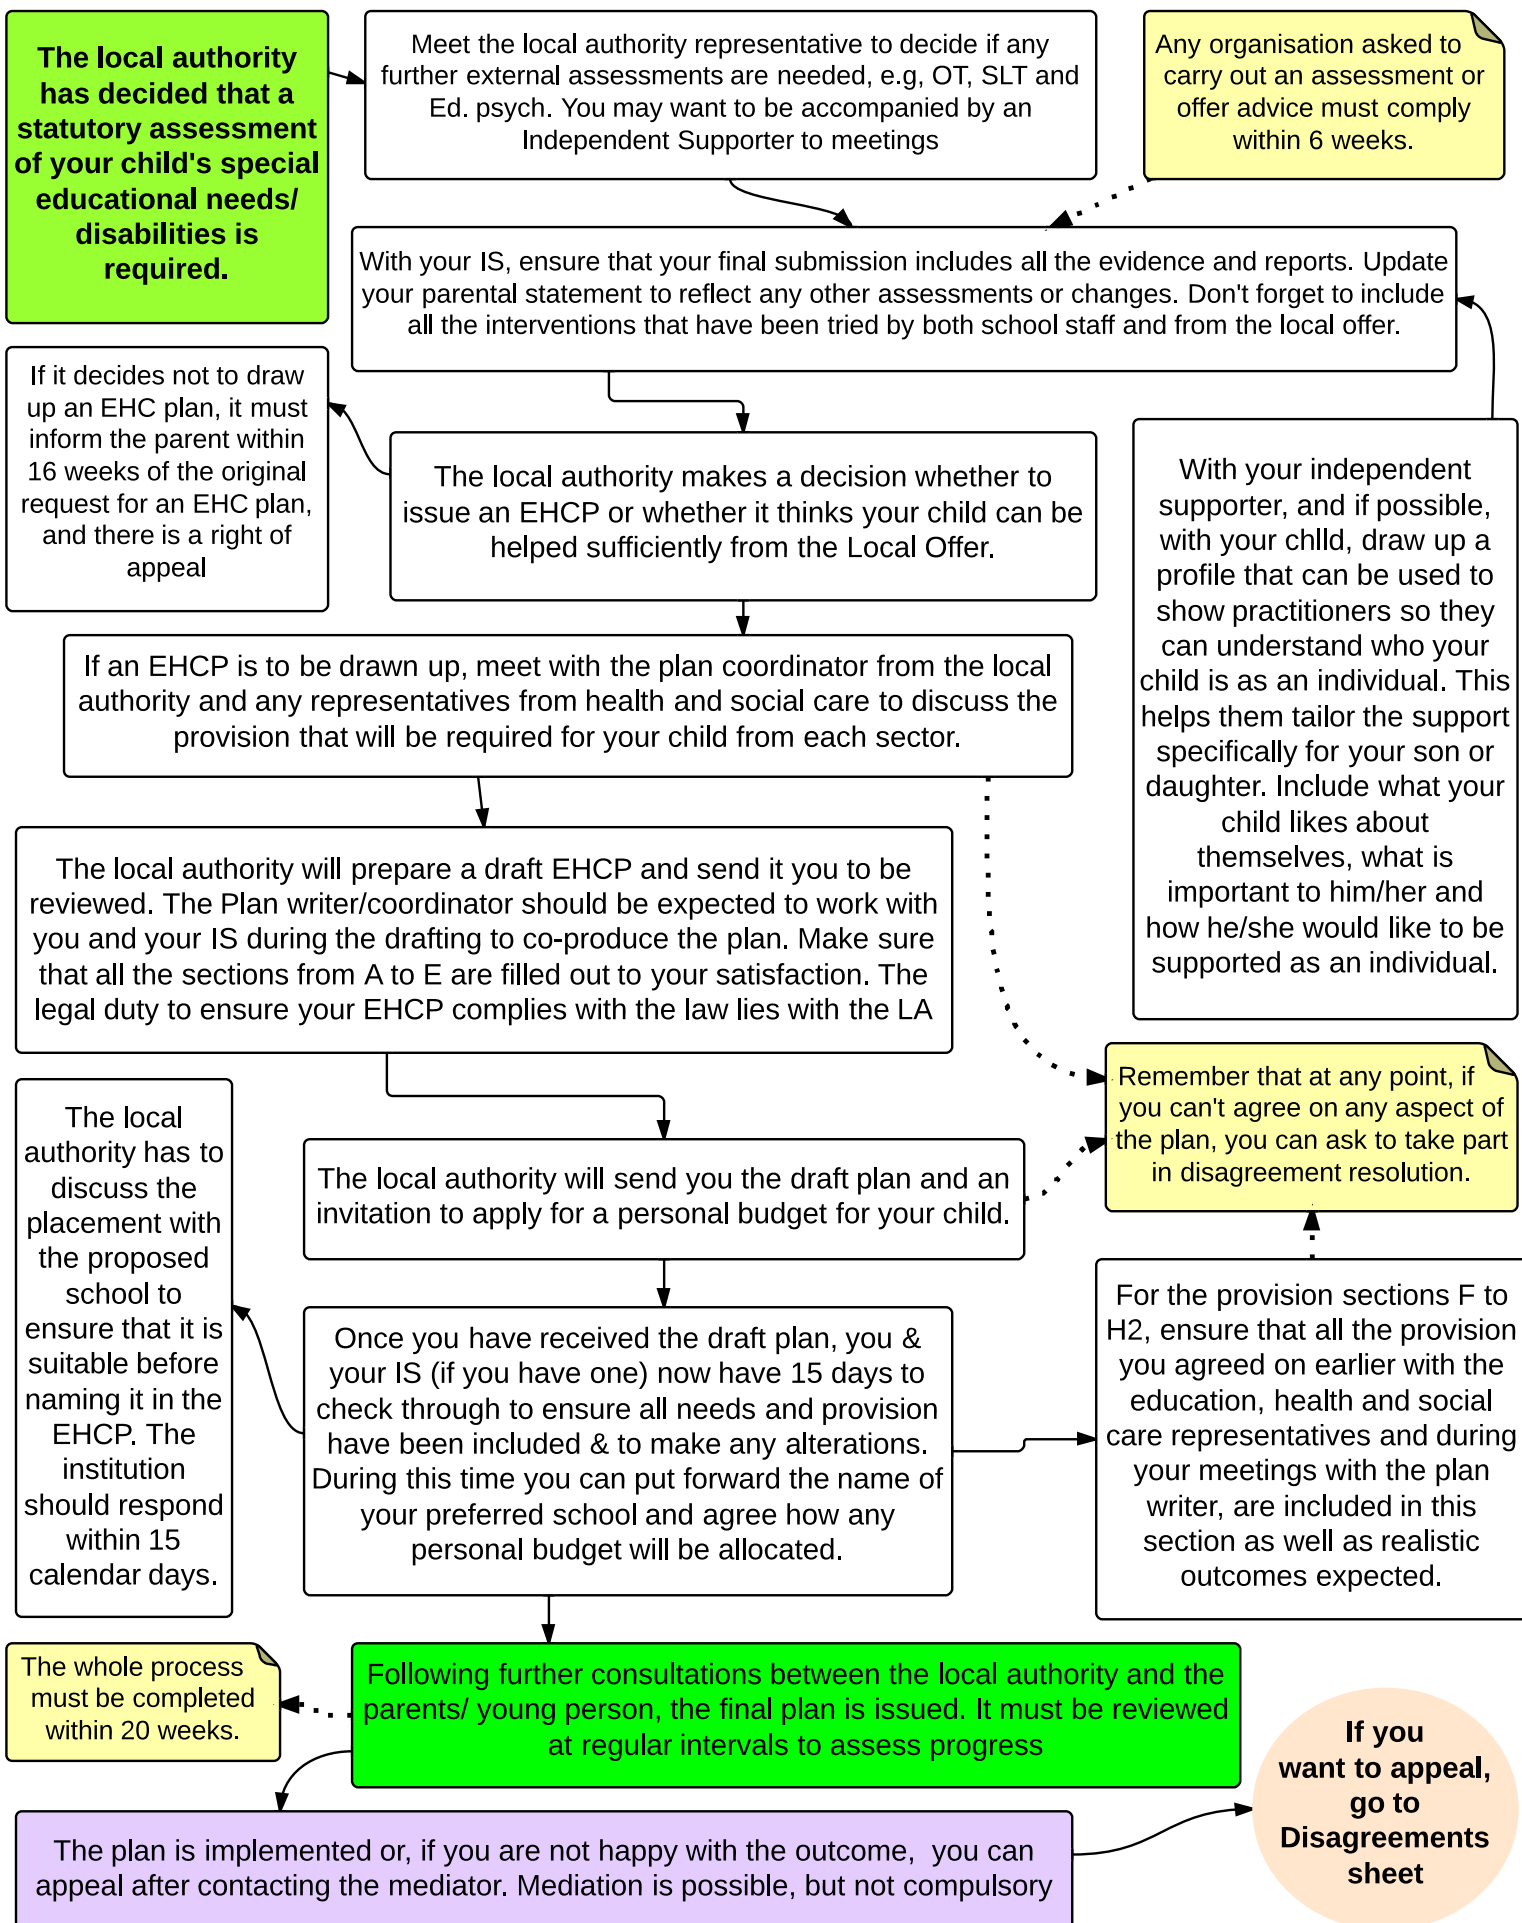 The local authority
has decided that a
statutory assessment
of your child's special
educational needs/
disabilities is
required.
Meet the local authority representative to decide if any
further external assessments are needed, e.g, OT, SLT and
Ed. psych. You may want to be accompanied by an
Independent Supporter to meetings
Any organisation asked to
carry out an assessment or
offer advice must comply
within 6 weeks.
With your IS, ensure that your final submission includes all the evidence and reports. Update
your parental statement to reflect any other assessments or changes. Don't forget to include
all the interventions that have been tried by both school staff and from the local offer.
If it decides not to draw
up an EHC plan, it must
inform the parent within
16 weeks of the original
request for an EHC plan,
and there is a right of
appeal
The local authority makes a decision whether to
issue an EHCP or whether it thinks your child can be
helped sufficiently from the Local Offer.
With your independent
supporter, and if possible,
with your chlld, draw up a
profile that can be used to
show practitioners so they
can understand who your
child is as an individual. This
helps them tailor the support
specifically for your son or
daughter. Include what your
child likes about
themselves, what is
important to him/her and
how he/she would like to be
supported as an individual.
If an EHCP is to be drawn up, meet with the plan coordinator from the local
authority and any representatives from health and social care to discuss the
provision that will be required for your child from each sector.
The local authority will prepare a draft EHCP and send it you to be
reviewed. The Plan writer/coordinator should be expected to work with
you and your IS during the drafting to co-produce the plan. Make sure
that all the sections from A to E are filled out to your satisfaction. The
legal duty to ensure your EHCP complies with the law lies with the LA
Remember that at any point, if
you can't agree on any aspect of
the plan, you can ask to take part
in disagreement resolution.
The local
authority has to
discuss the
placement with
the proposed
school to
ensure that it is
suitable before
naming it in the
EHCP. The
institution
should respond
within 15
calendar days.
The local authority will send you the draft plan and an
invitation to apply for a personal budget for your child.
Once you have received the draft plan, you &
your IS (if you have one) now have 15 days to
check through to ensure all needs and provision
have been included & to make any alterations.
During this time you can put forward the name of
your preferred school and agree how any
personal budget will be allocated.
For the provision sections F to
H2, ensure that all the provision
you agreed on earlier with the
education, health and social
care representatives and during
your meetings with the plan
writer, are included in this
section as well as realistic
outcomes expected.
The whole process
must be completed
within 20 weeks.
Following further consultations between the local authority and the
parents/ young person, the final plan is issued. It must be reviewed
at regular intervals to assess progress
If you
want to appeal,
go to
Disagreements
sheet
The plan is implemented or, if you are not happy with the outcome,  you can
appeal after contacting the mediator. Mediation is possible, but not compulsory